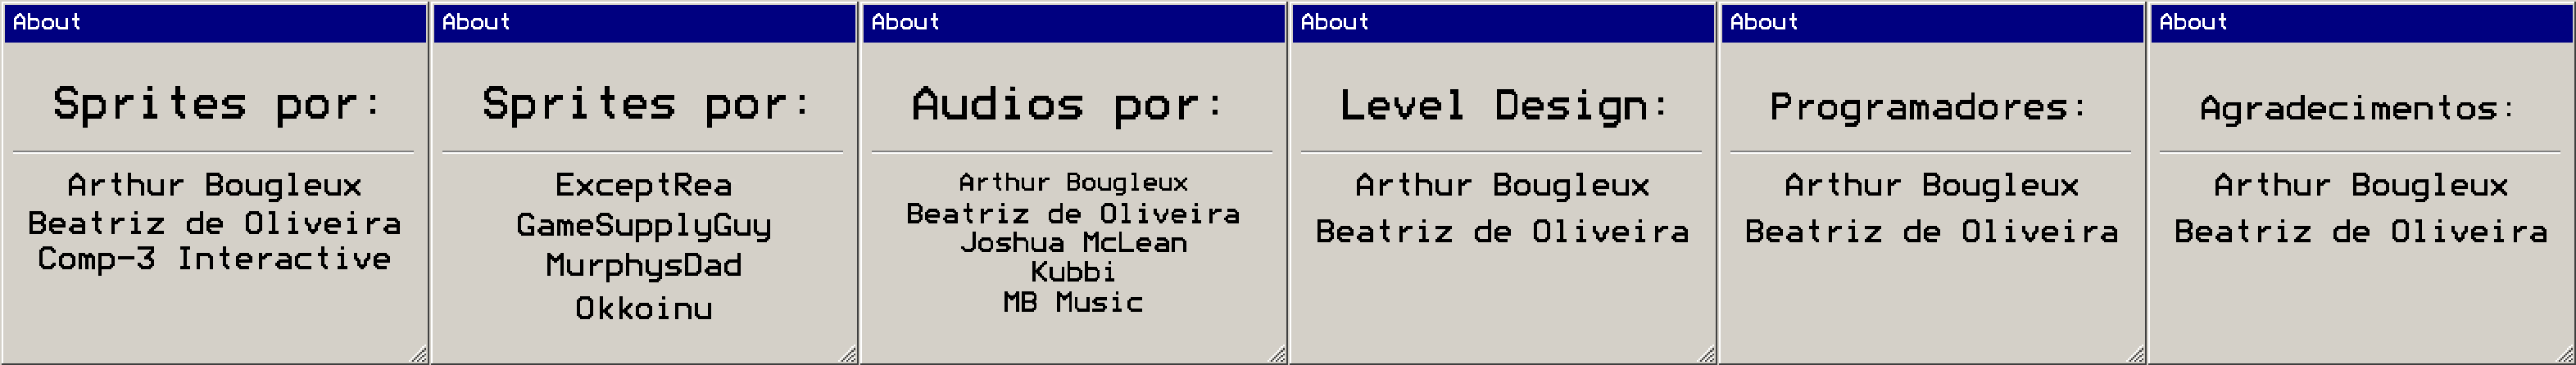 About
Sprites por:
Arthur Bougleux
Beatriz de Oliveira
Comp-3 Interactive
About
Sprites por:
ExceptRea
GameSupplyGuy
MurphysDad
Okkoinu
About
Audios por:
Arthur Bougleux
Beatriz de Oliveira
Joshua McLean
Kubbi
MB Music
About
Level Design:
Arthur Bougleux
Beatriz de Oliveira
About
Programadores:
Arthur Bougleux
Beatriz de Oliveira
About
Agradecimentos:
Arthur Bougleux
Beatriz de Oliveira